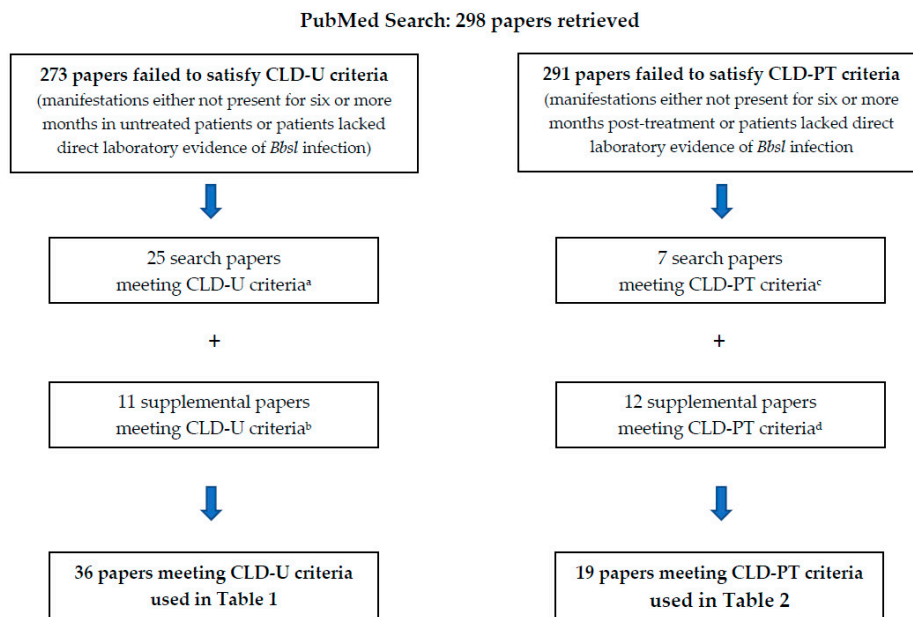 PubMed Search: 298 papers retrieved
273 papers failed to satisfy CLD-U criteria
(manifestations either not present for six or more
months in untreated patients or patients lacked
direct laboratory evidence of Bbsl infection)
25 search papers
meeting CLD-U criteriaᵃ
+
11 supplemental papers
meeting CLD-U criteriaᵇ
36 papers meeting CLD-U criteria
used in Table 1
291 papers failed to satisfy CLD-PT criteria
(manifestations either not present for six or more
months post-treatment or patients lacked direct
laboratory evidence of Bbsl infection
7 search papers
meeting CLD-PT criteriaᶜ
+
12 supplemental papers
meeting CLD-PT criteriaᵈ
19 papers meeting CLD-PT criteria
used in Table 2